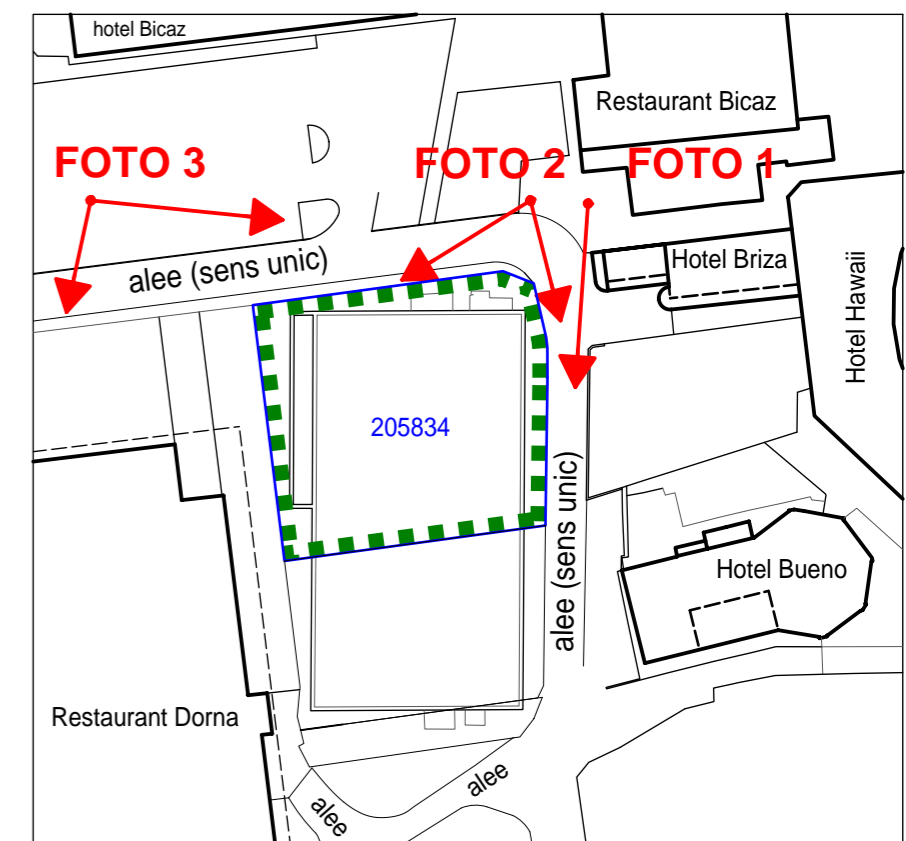 hotel Bicaz
Restaurant Bicaz
FOTO 3
FOTO 2
FOTO 1
alee (sens unic)
Hotel Briza
Hotel Hawaii
205834
alee (sens unic)
Hotel Bueno
Restaurant Dorna
alee
alee